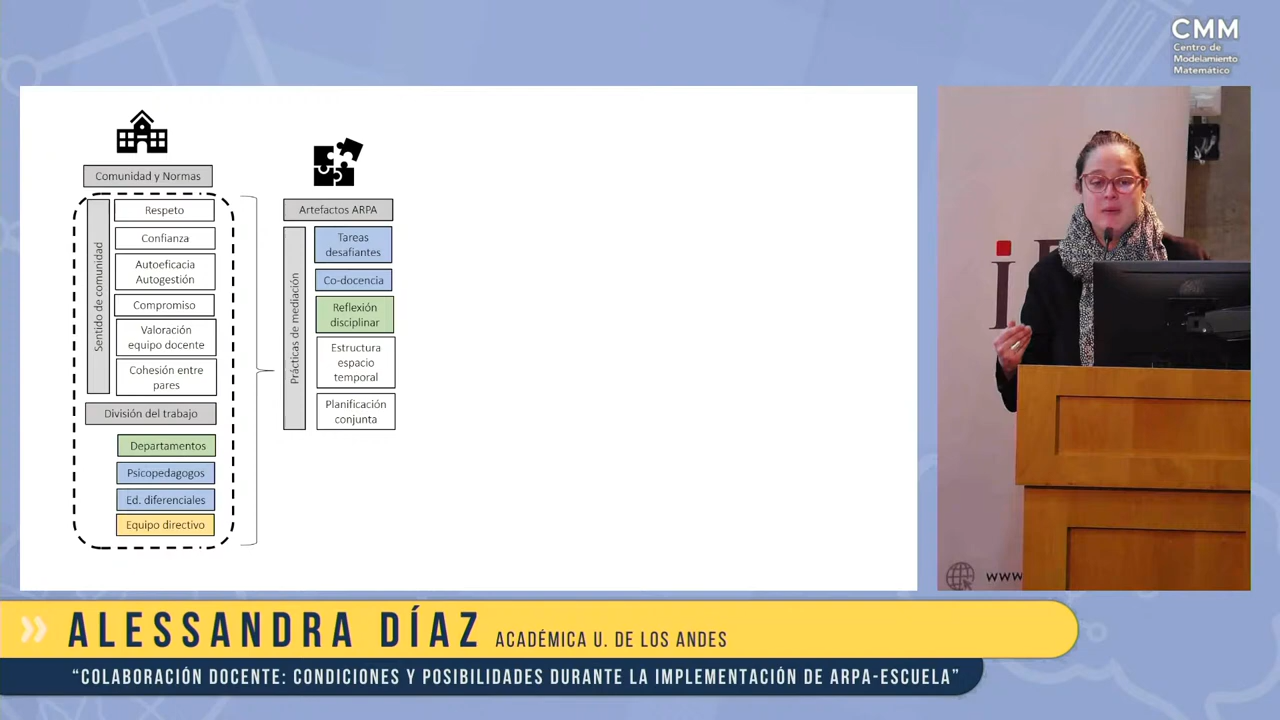 CMM
Centro de
Modelamiento
Matemático
Comunidad y Normas
Sentido de comunidad
Respeto
Confianza
Autoeficacia
Autogestión
Compromiso
Valoración
equipo docente
Cohesión entre
pares
División del trabajo
Departamentos
Psicopedagogos
Ed. diferenciales
Equipo directivo
Artefactos ARPA
Prácticas de mediación
Tareas
desafiantes
Co-docencia
Reflexión
disciplinar
Estructura
espacio
temporal
Planificación
conjunta
www
ALESSANDRA DÍAZ ACADÉMICA U. DE LOS ANDES
“COLABORACIÓN DOCENTE: CONDICIONES Y POSIBILIDADES DURANTE LA IMPLEMENTACIÓN DE ARPA-ESCUELA”